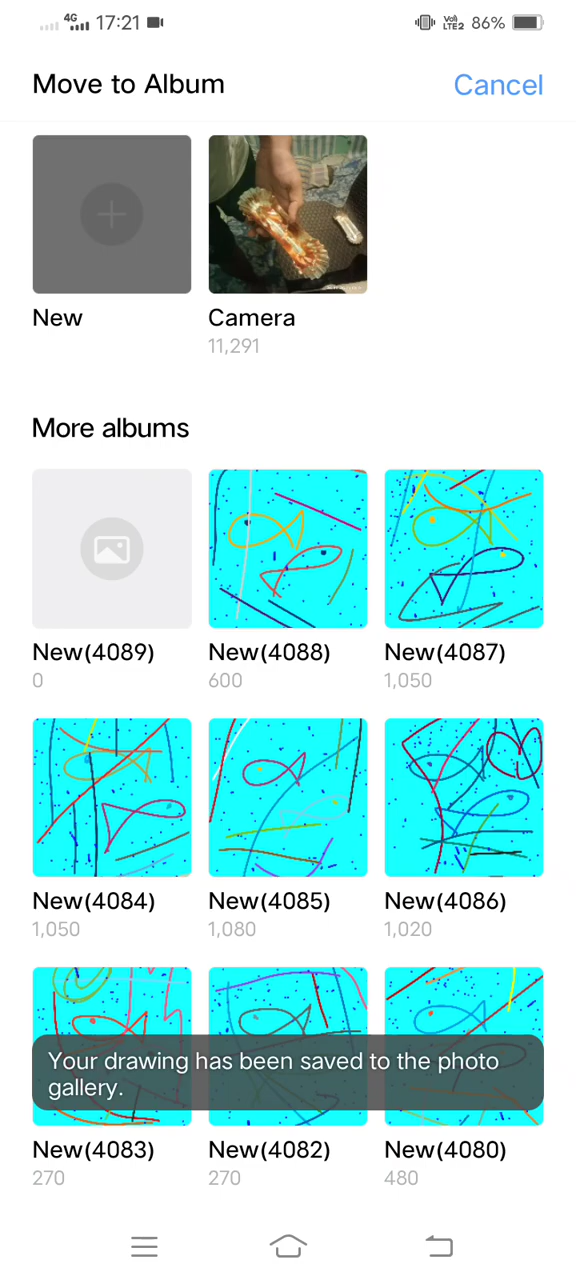 4G 17:21 VoD LTE2 86%
Move to Album Cancel
New Camera
11,291
More albums
New(4089) New(4088) New(4087)
0 600 1,050
New(4084) New(4085) New(4086)
1,050 1,080 1,020
Your drawing has been saved to the photo
gallery.
New(4083) New(4082) New(4080)
270 270 480